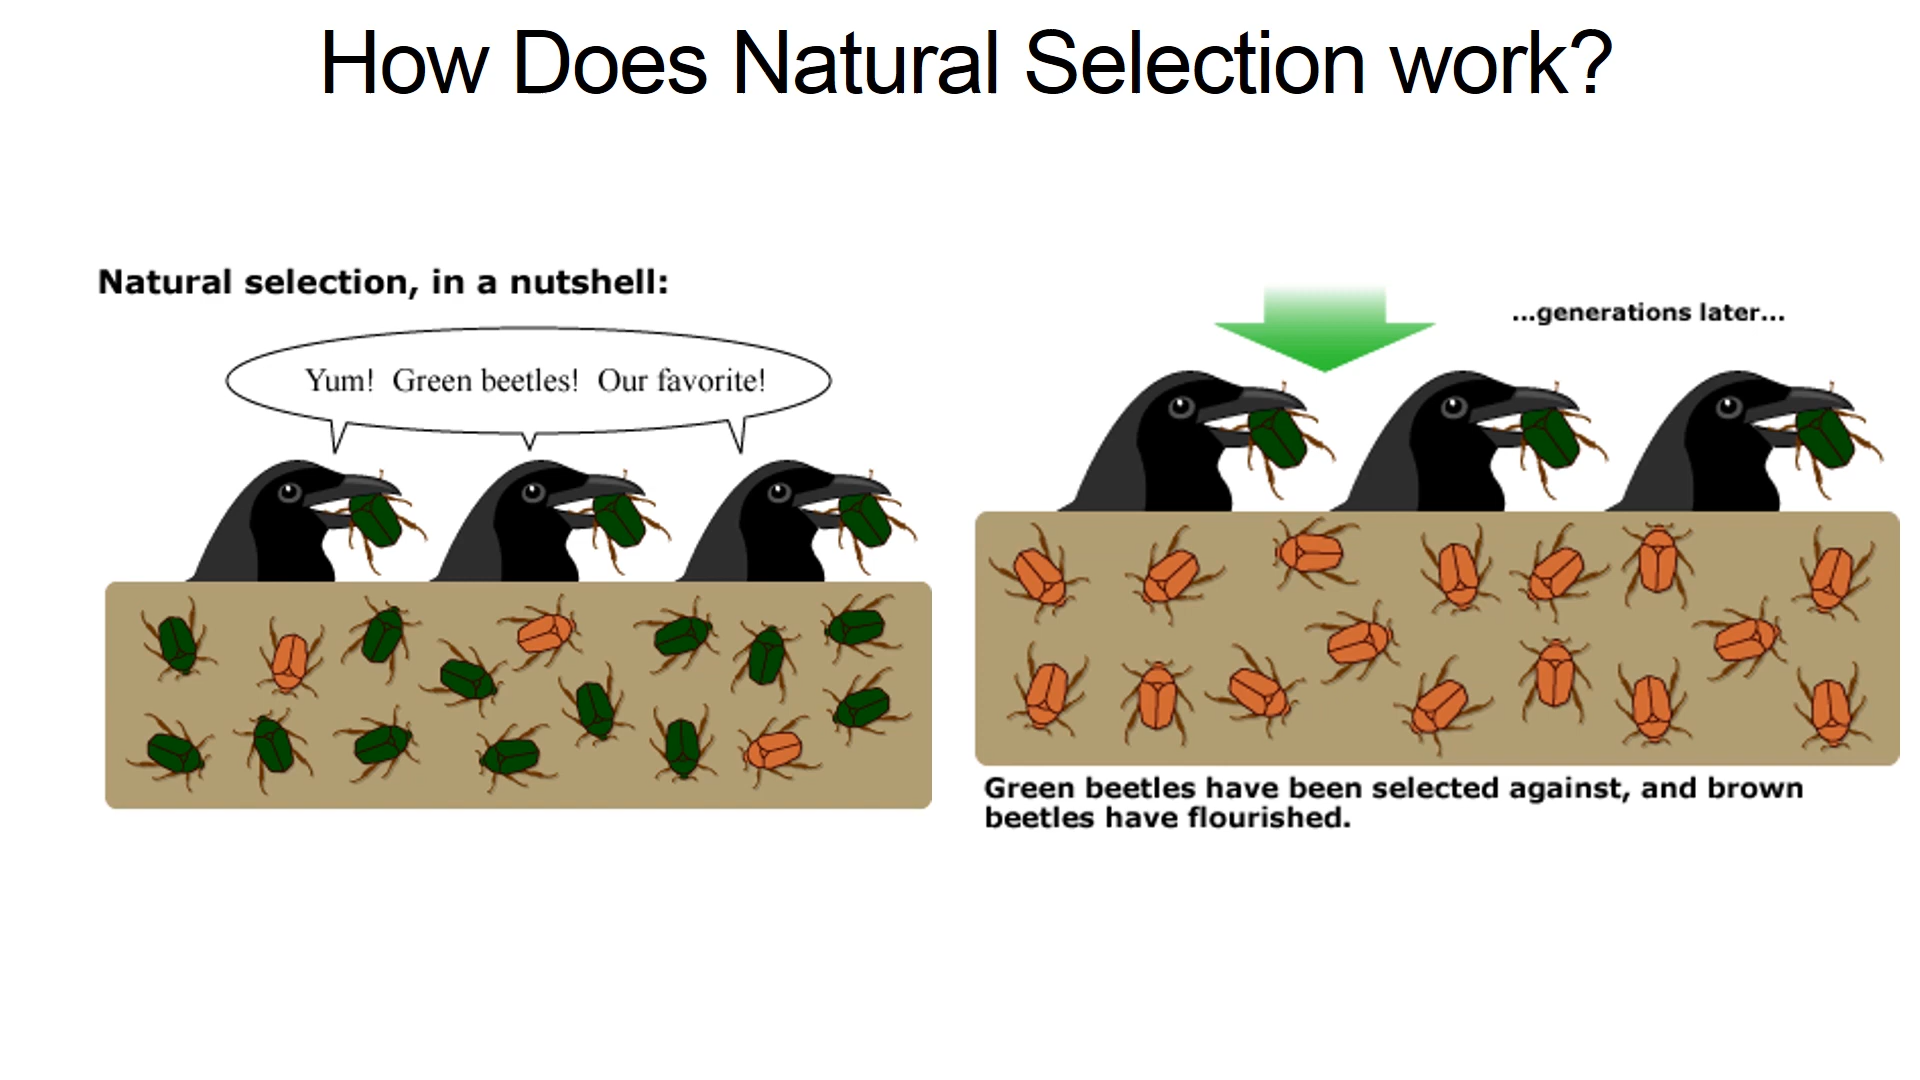 How Does Natural Selection work?
Natural selection, in a nutshell:
Yum! Green beetles! Our favorite!
...generations later...
Green beetles have been selected against, and brown
beetles have flourished.